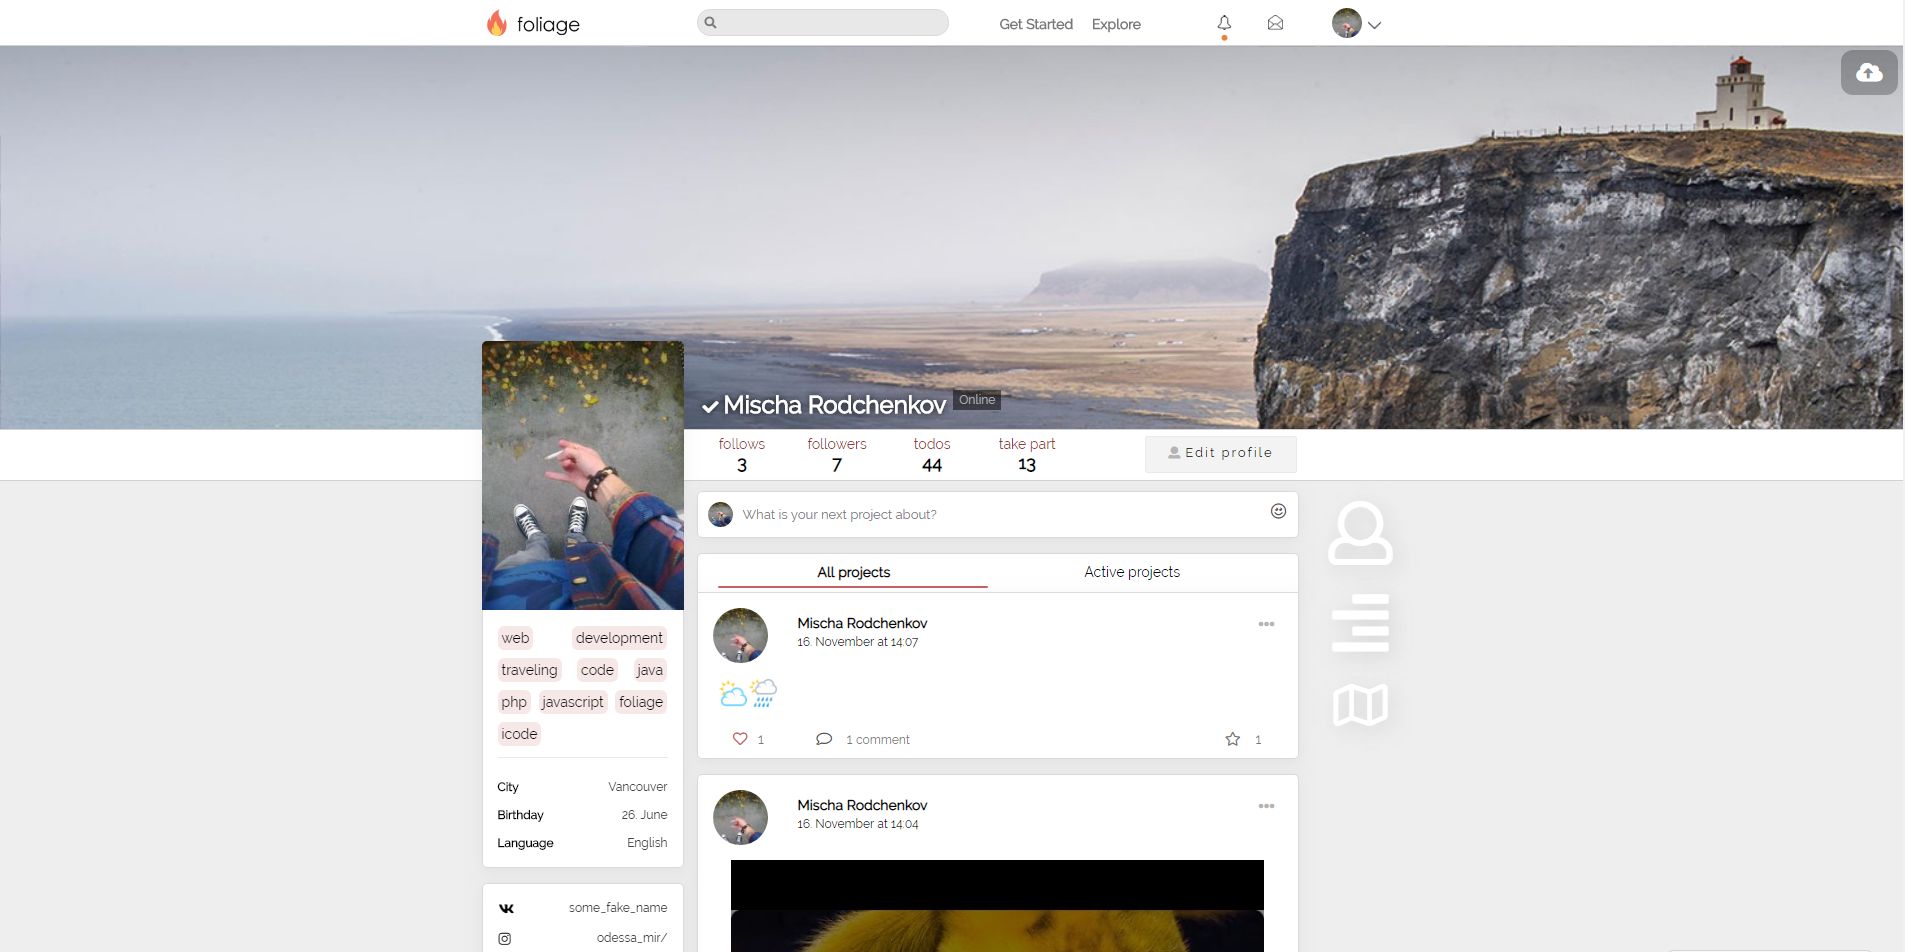 foliage
Get Started Explore
Mischa Rodchenkov Online
follows followers todos take part
3 7 44 13
Edit profile
What is your next project about?
All projects Active projects
Mischa Rodchenkov
16. November at 14:07
1 1 comment 1
Mischa Rodchenkov
16. November at 14:04
web development
traveling code java
php javascript foliage
icode
City Vancouver
Birthday 26. June
Language English
some_fake_name
odessa_mir/